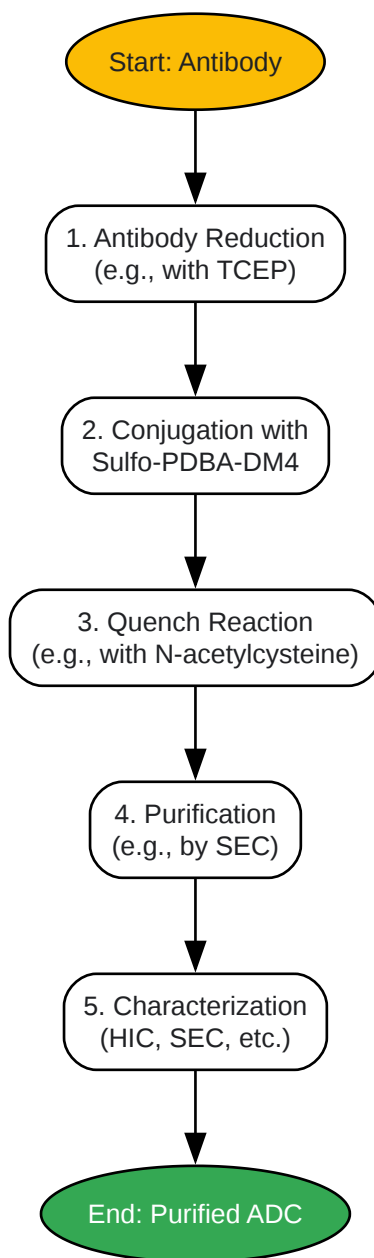 Start: Antibody
1. Antibody Reduction
(e.g., with TCEP)
2. Conjugation with
Sulfo-PDBA-DM4
3. Quench Reaction
(e.g., with N-acetylcysteine)
4. Purification
(e.g., by SEC)
5. Characterization
(HIC, SEC, etc.)
End: Purified ADC